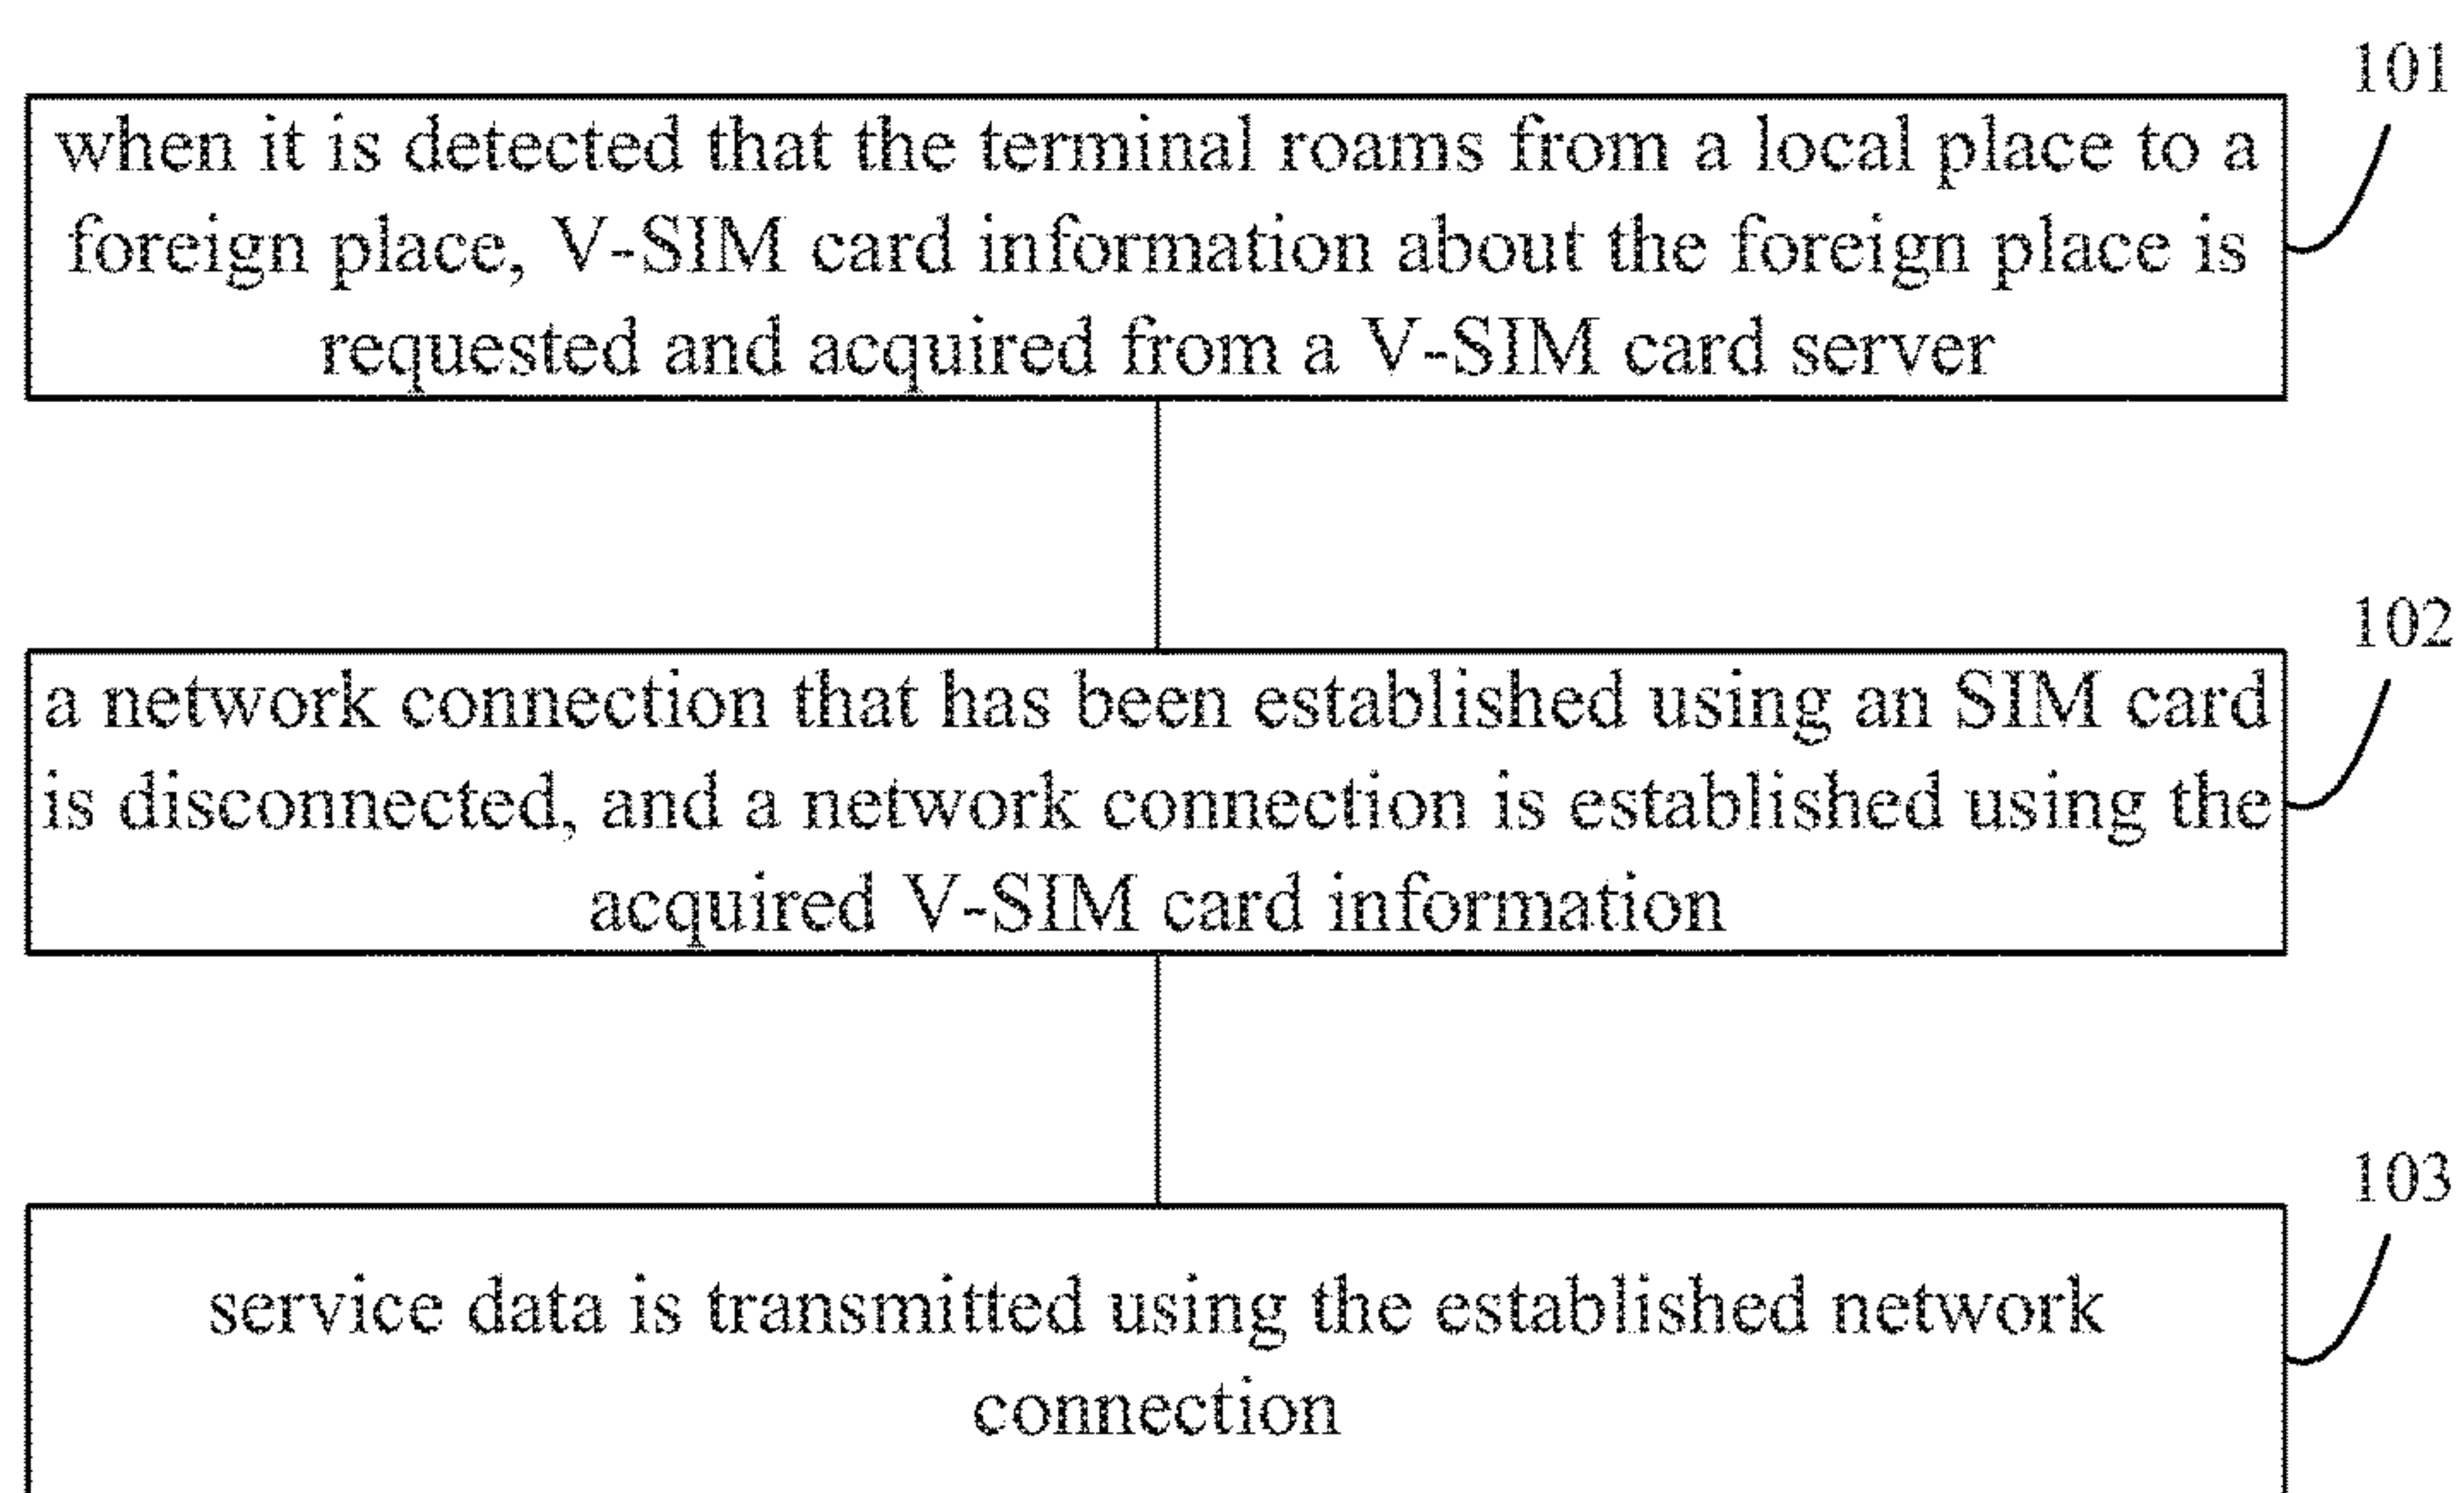 101
when it is detected that the terminal roams from a local place to a
foreign place, V-SIM card information about the foreign place is
requested and acquired from a V-SIM card server
102
a network connection that has been established using an SIM card
is disconnected, and a network connection is established using the
acquired V-SIM card information
103
service data is transmitted using the established network
connection